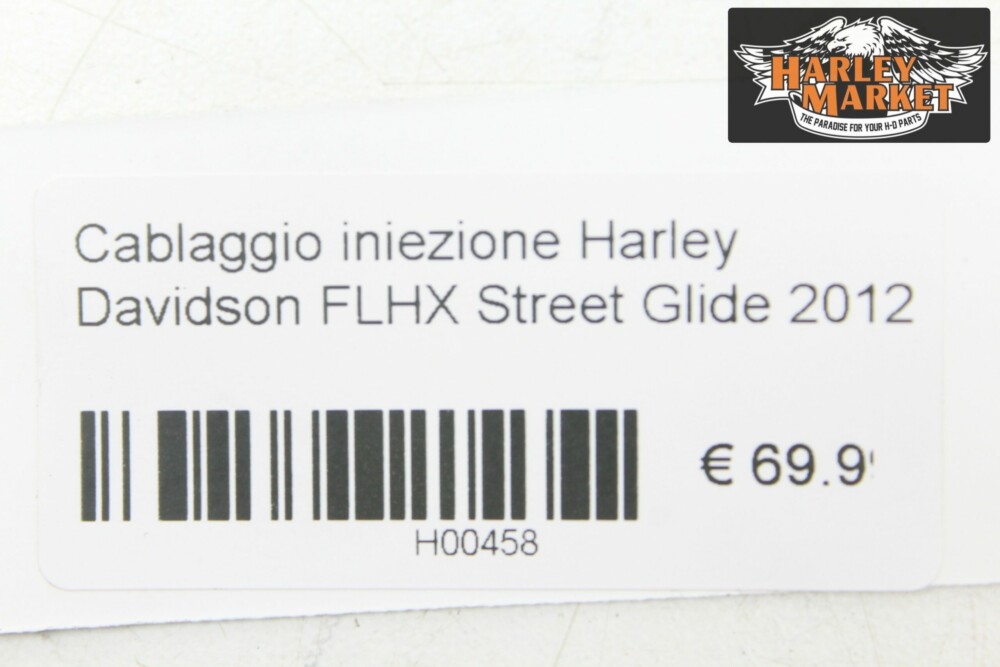 HARLEY
MARKET
THE PARADISE FOR YOUR H-D PARTS
Cablaggio iniezione Harley
Davidson FLHX Street Glide 2012
€ 69.9
H00458